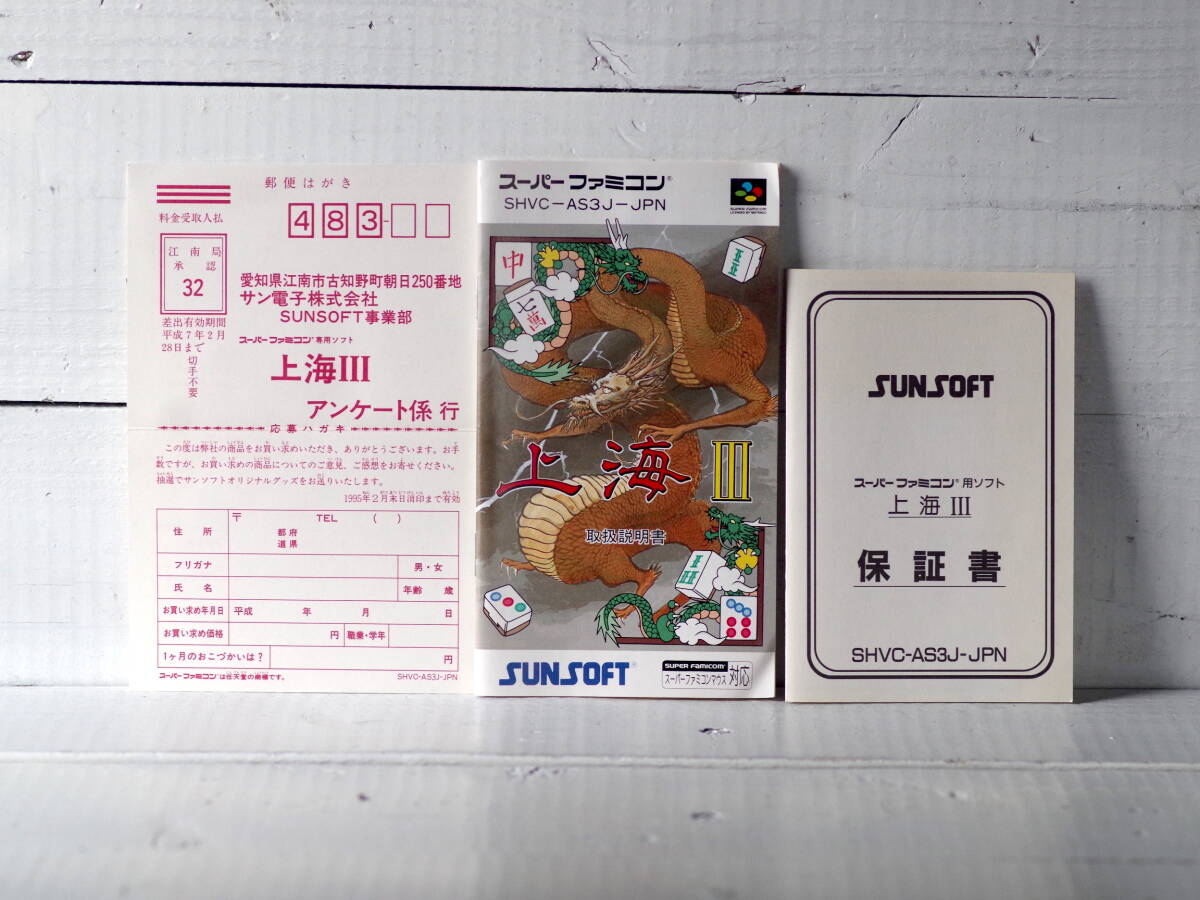 郵便はがき
料金受取人払
483-
江南局
承認
32
差出有効期間
平成7年2月
28日まで
切手不要
愛知県江南市古知野町朝日250番地
サン電子株式会社
SUNSOFT事業部
スーパーファミコン®専用ソフト
上海III
アンケート係 行
応募ハガキ
この度は弊社の商品をお買い求めいただき、ありがとうございます。お手
数ですが、お買い求めの商品についてのご意見、ご感想をお寄せください。
抽選でサンソフトオリジナルグッズをお送りいたします。
1995年2月末日消印まで有効
住所
〒 TEL ( )
都府
道県
フリガナ
男・女
氏名
年齢 歳
お買い求め年月日
平成 年 月 日
お買い求め価格
円
職業・学年
1ヶ月のおこづかいは?
円
スーパーファミコン®は任天堂の商標です。
SHVC-AS3J-JPN
スーパーファミコン®
SHVC-AS3J-JPN
SUPER FAMICOM
LICENSED BY NINTENDO
中
七
萬
上海III
取扱説明書
SUNSOFT®
SUPER FAMICOM®
スーパーファミコンマウス
対応
SUNSOFT
スーパーファミコン®用ソフト
上海III
保証書
SHVC-AS3J-JPN